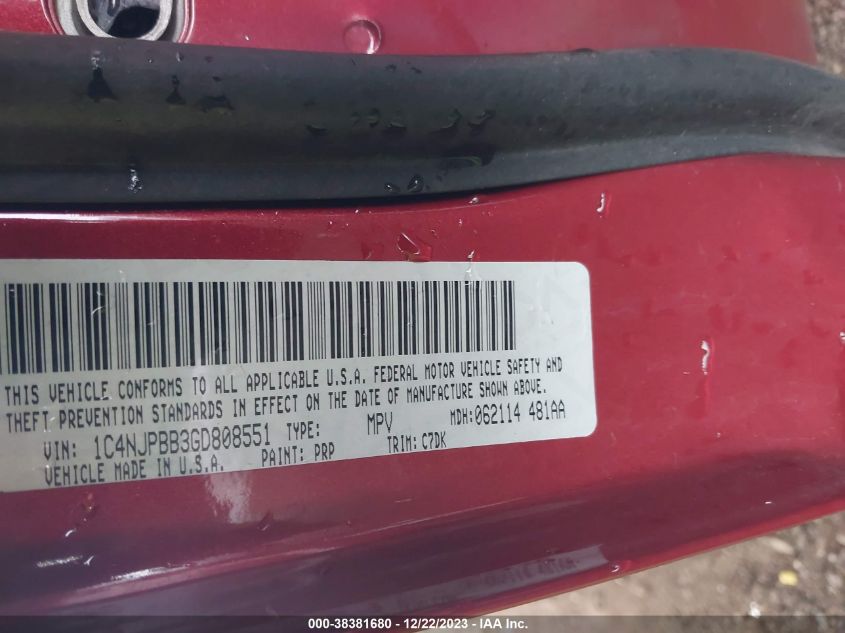 THIS VEHICLE CONFORMS TO ALL APPLICABLE U.S.A. FEDERAL MOTOR VEHICLE SAFETY AND
THEFT PREVENTION STANDARDS IN EFFECT ON THE DATE OF MANUFACTURE SHOWN ABOVE.
VIN: 1C4NJPBB3GD808551 TYPE: MPV MDH:062114 481AA
VEHICLE MADE IN U.S.A. PAINT: PRP TRIM: C7DK
000-38381680 - 12/22/2023 - IAA Inc.